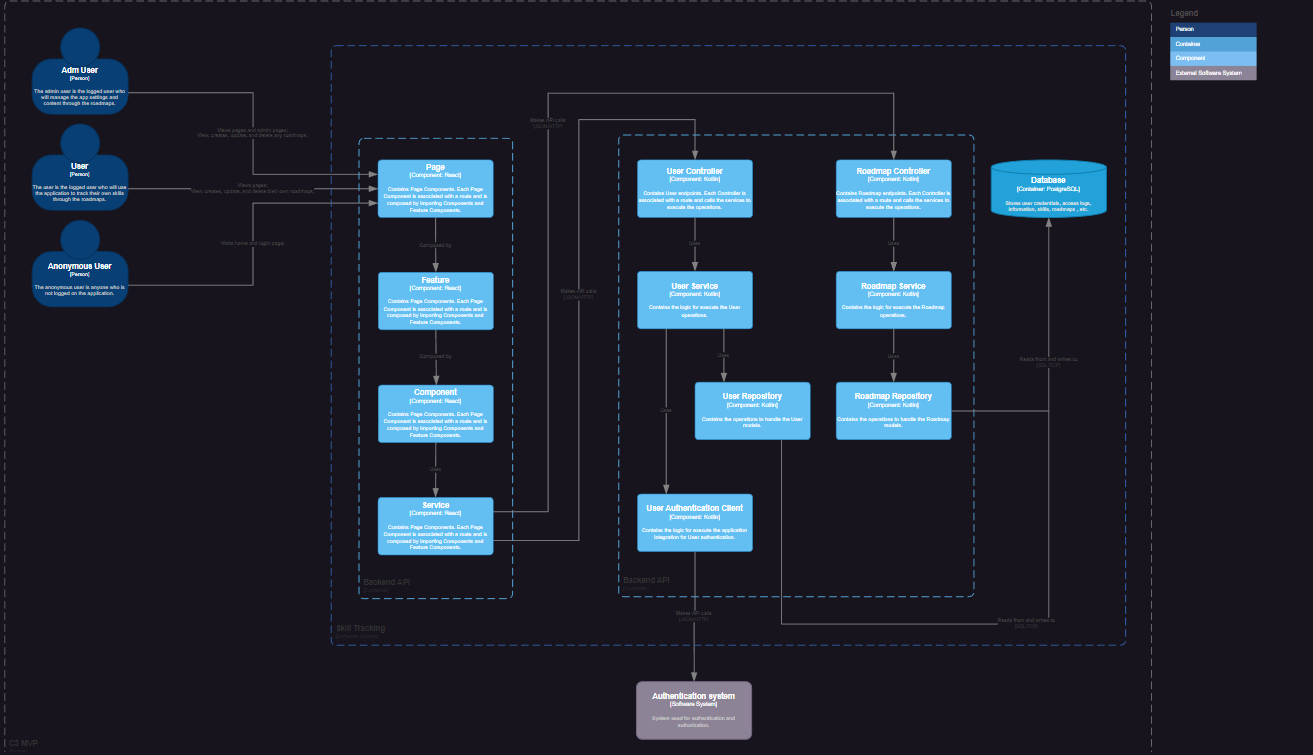 Legend
Person
Container
Component
External Software System
Adm User
[Person]
The admin user is the logged user who
will manage the app settings and
content through the roadmaps.
User
[Person]
The user is the logged user who will use
the application to track their own skills
through the roadmaps.
Anonymous User
[Person]
The anonymous user is anyone who is
not logged on the application.
Views pages and admin pages;
View, creates, update, and delete any roadmaps.
Views pages;
View, creates, update, and delete their own roadmaps.
home and login page
Page
[Component: React]
Contains Page Components. Each Page
Component is associated with a route and is
composed by importing Components and
Feature Components.
Composed by
Feature
[Component: React]
Contains Page Components. Each Page
Component is associated with a route and is
composed by importing Components and
Feature Components.
Composed by
Component
[Component: React]
Contains Page Components. Each Page
Component is associated with a route and is
composed by importing Components and
Feature Components.
Uses
Service
[Component: React]
Contains Page Components. Each Page
Component is associated with a route and is
composed by importing Components and
Feature Components.
Backend API
Makes API calls
[JSON/HTTP]
Makes API calls
[JSON/HTTP]
User Controller
[Component: Kotlin]
Contains User endpoints. Each Controller is
associated with a route and calls the services to
execute the operations.
Uses
User Service
[Component: Kotlin]
Contains the logic for execute the User
operations.
Uses
Uses
User Repository
[Component: Kotlin]
Contains the operations to handle the User
models.
User Authentication Client
[Component: Kotlin]
Contains the logic for execute the application
integration for User authentication.
Roadmap Controller
[Component: Kotlin]
Contains Roadmap endpoints. Each Controller is
associated with a route and calls the services to
execute the operations.
Uses
Roadmap Service
[Component: Kotlin]
Contains the logic for execute the Roadmap
operations.
Uses
Roadmap Repository
[Component: Kotlin]
Contains the operations to handle the Roadmap
models.
Backend API
Database
[Container: PostgreSQL]
Stores user credentials, access logs,
information, skills, roadmaps , etc.
Reads from and writes to
[SQL/TCP]
Reads from and writes to
[SQL/TCP]
Skill Tracking
Makes API calls
[JSON/HTTP]
Authentication system
[Software System]
System used for authentication and
authorization.
C3 MVP